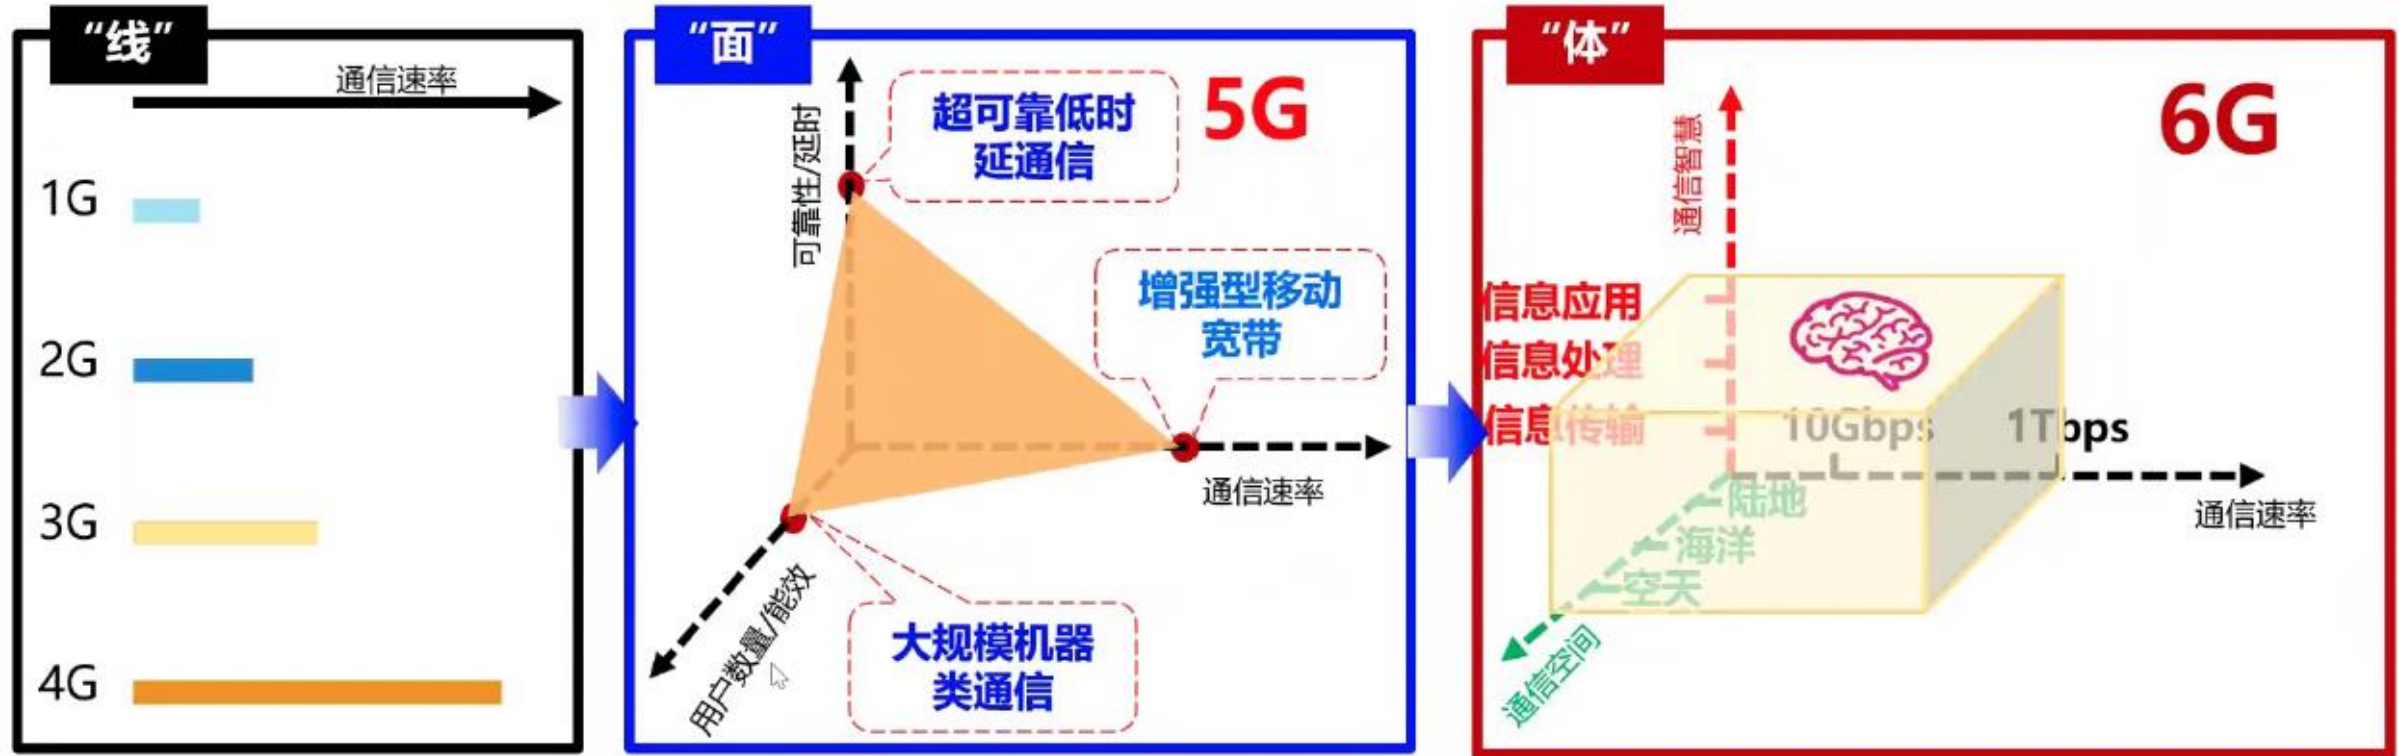 “线”
通信速率
1G
2G
3G
4G
“面”
5G
可靠性/延时
超可靠低时
延通信
增强型移动
宽带
通信速率
用户数量/能效
大规模机器
类通信
“体”
6G
通信智慧
信息应用
信息处理
信息传输
10Gbps
1Tbps
通信速率
陆地
海洋
空天
通信空间